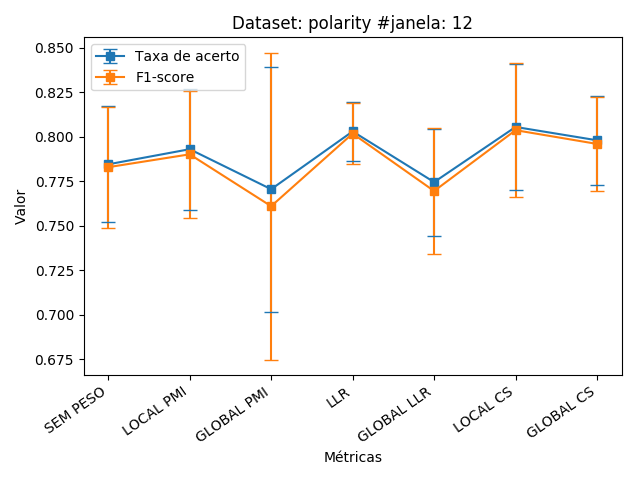 Dataset: polarity #janela: 12
Taxa de acerto
F1-score
Valor
0.850
0.825
0.800
0.775
0.750
0.725
0.700
0.675
SEM PESO
LOCAL PMI
GLOBAL PMI
LLR
GLOBAL LLR
LOCAL CS
GLOBAL CS
Métricas